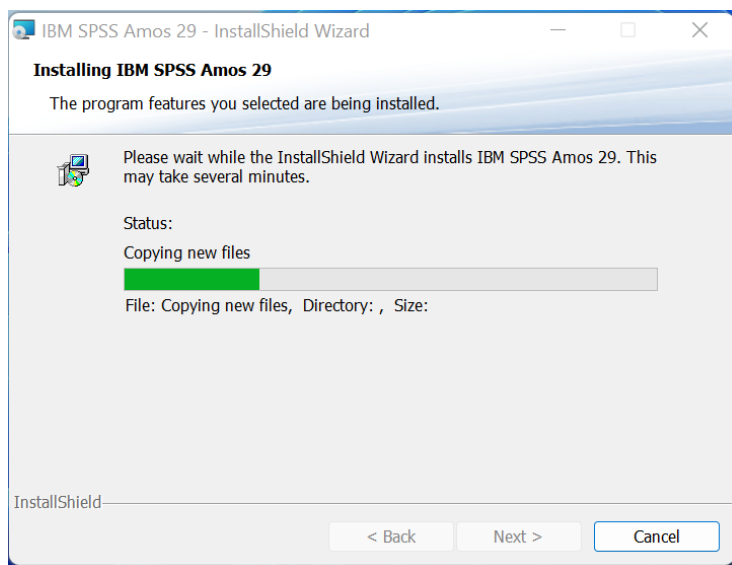 IBM SPSS Amos 29 - InstallShield Wizard
Installing IBM SPSS Amos 29
The program features you selected are being installed.
Please wait while the InstallShield Wizard installs IBM SPSS Amos 29. This
may take several minutes.
Status:
Copying new files
File: Copying new files, Directory: , Size:
InstallShield
< Back
Next >
Cancel